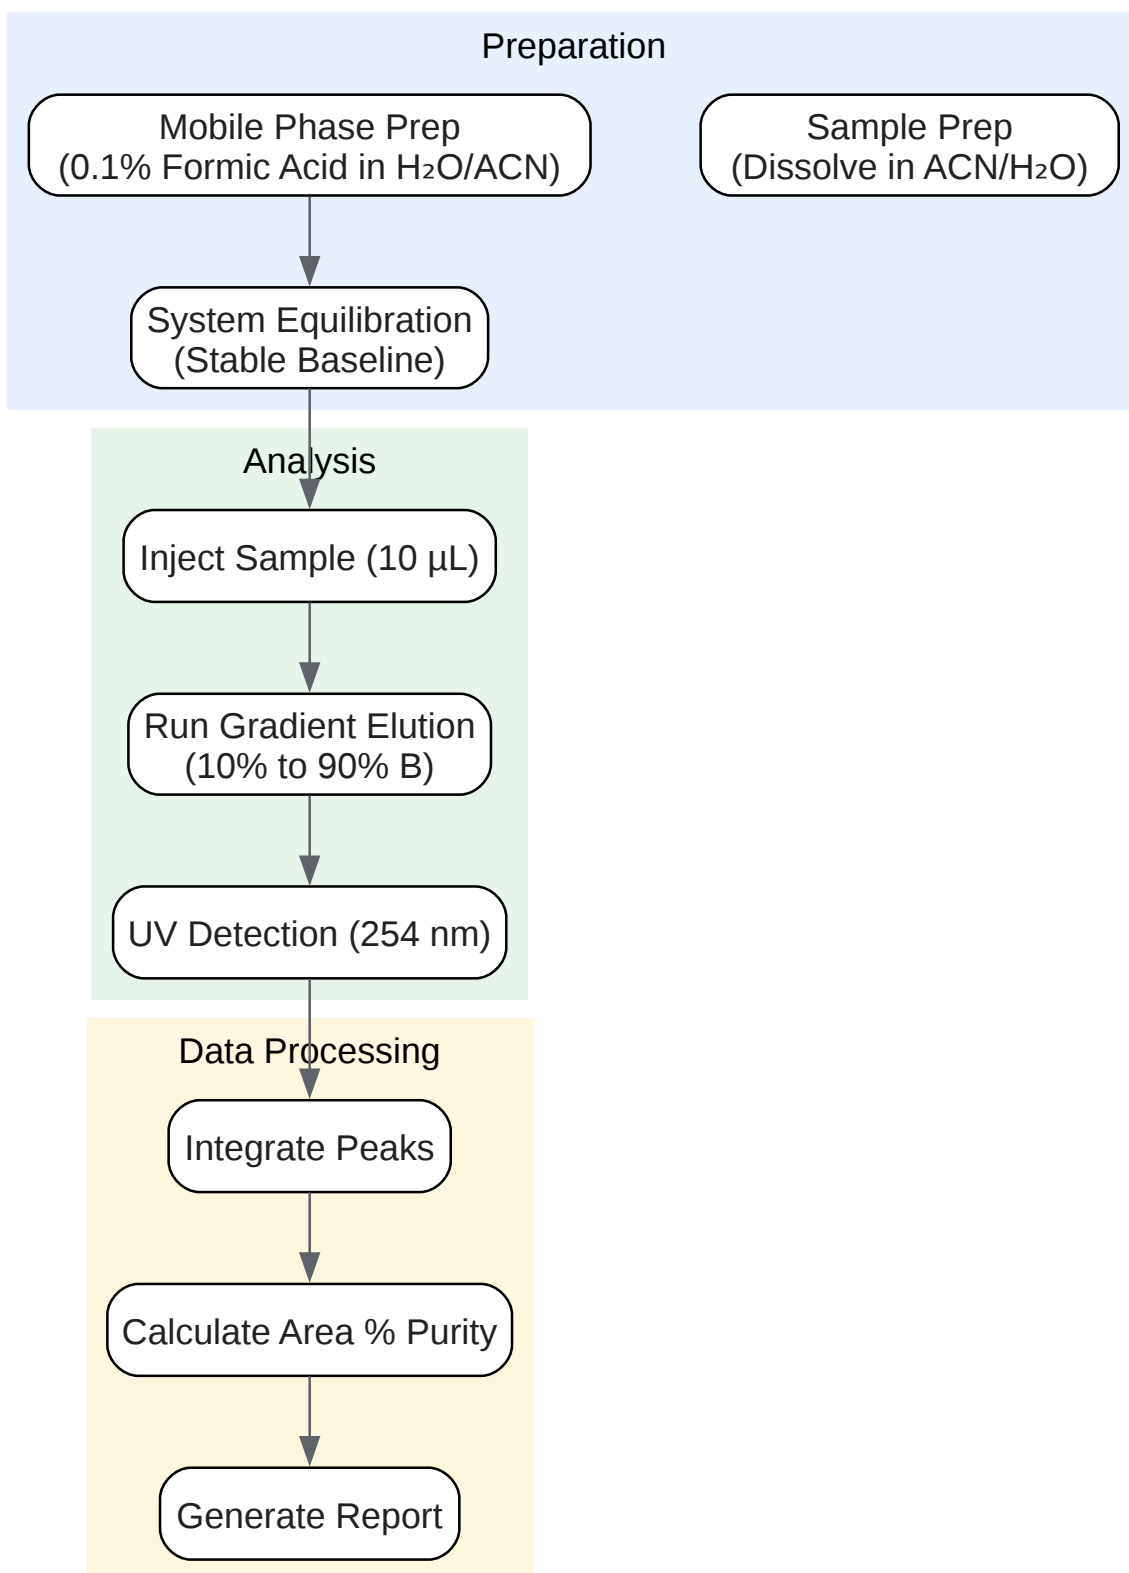 Preparation
Mobile Phase Prep
(0.1% Formic Acid in H₂O/ACN)
Sample Prep
(Dissolve in ACN/H₂O)
System Equilibration
(Stable Baseline)
Analysis
Inject Sample (10 µL)
Run Gradient Elution
(10% to 90% B)
UV Detection (254 nm)
Data Processing
Integrate Peaks
Calculate Area % Purity
Generate Report